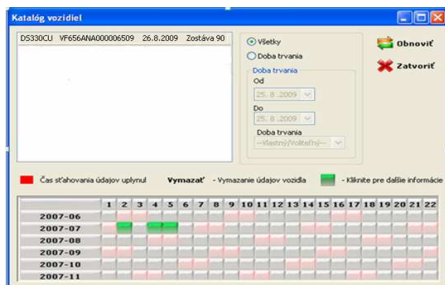 Katalóg vozidiel
DS330CU VF656ANA000006509 26.8.2009 Zostáva 90
Všetky
Doba trvania
Doba trvania
Od
25. 8 .2009
Do
25. 8 .2009
Doba trvania
--Vlastný/Voliteľný--
Obnoviť
Zatvoriť
Čas sťahovania údajov uplynul Vymazať - Vymazanie údajov vozidla - Kliknite pre ďalšie informácie
1 2 3 4 5 6 7 8 9 10 11 12 13 14 15 16 17 18 19 20 21 22
2007-06
2007-07
2007-08
2007-09
2007-10
2007-11